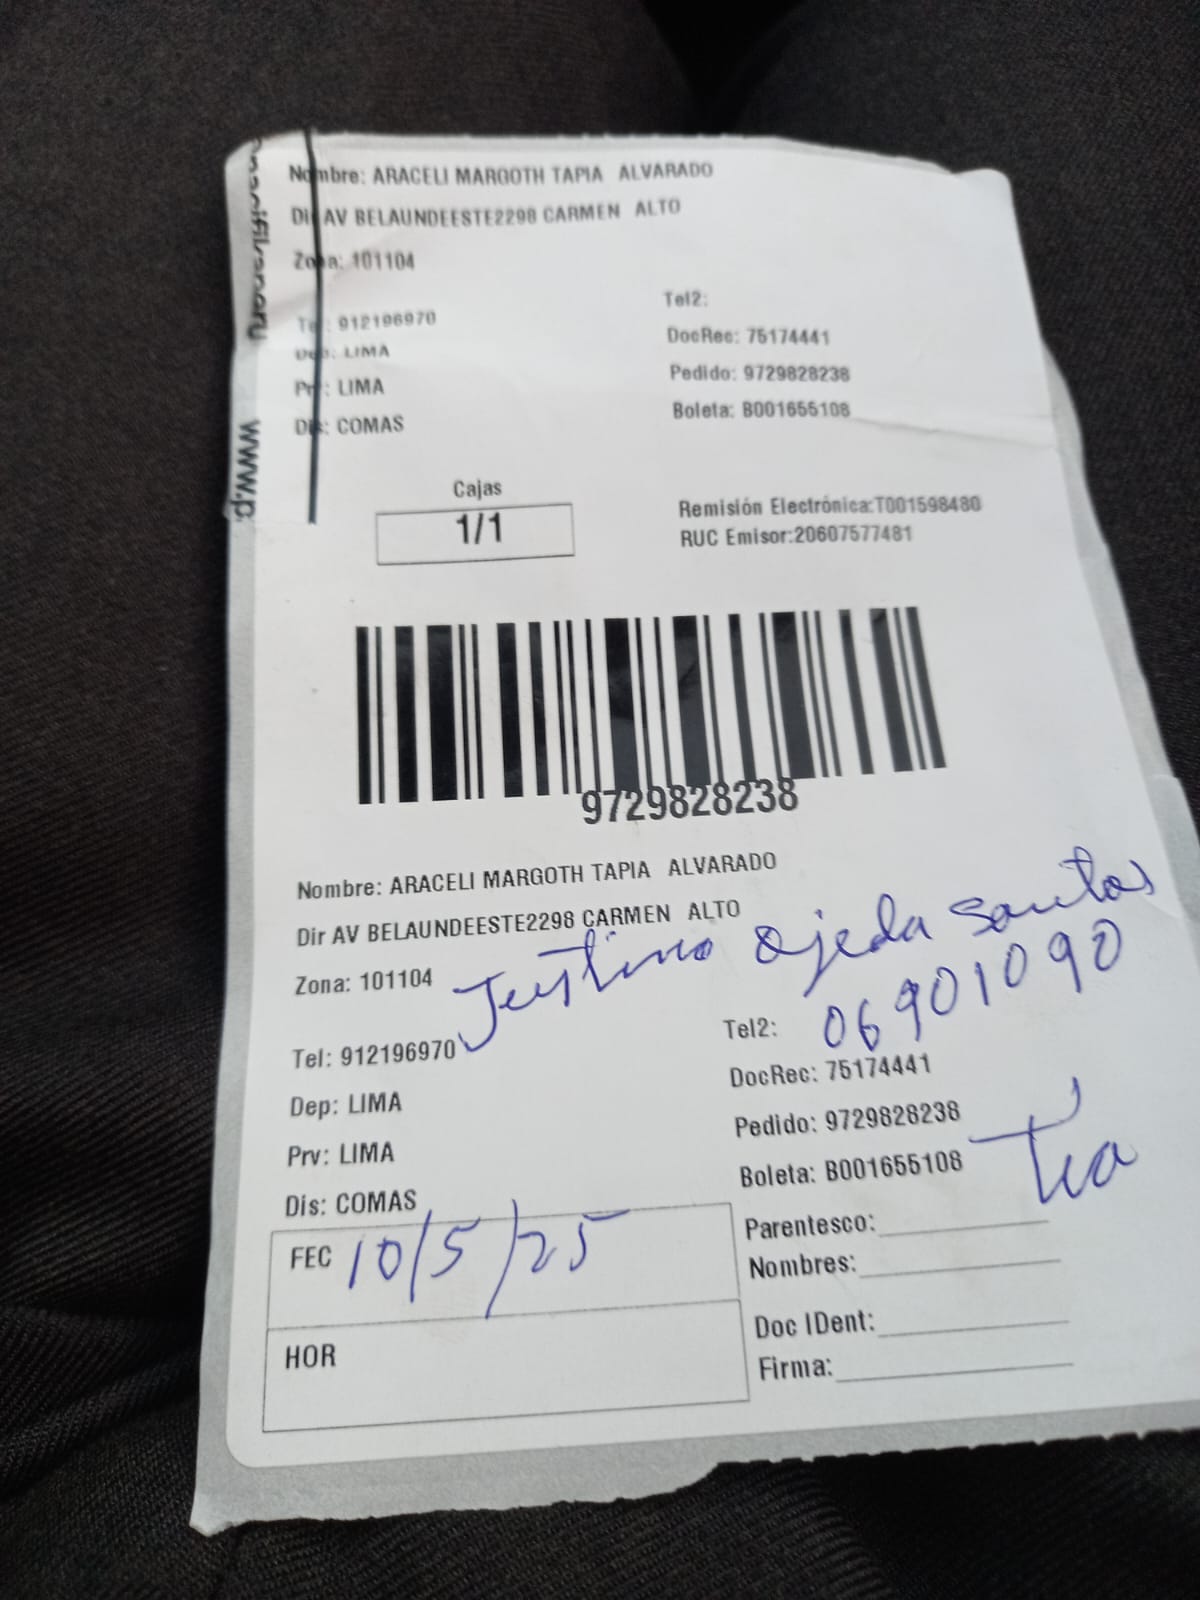 Nombre: ARACELI MARGOTH TAPIA ALVARADO
Dir AV BELAUNDEESTE2298 CARMEN ALTO
Zona: 101104
Tel: 912196970
Dep: LIMA
Prv: LIMA
Dis: COMAS
Tel2:
DocRec: 75174441
Pedido: 9729828238
Boleta: B001655108
www.p
Cajas
1/1
Remisión Electrónica:T001598480
RUC Emisor:20607577481
9729828238
Nombre: ARACELI MARGOTH TAPIA ALVARADO
Dir AV BELAUNDEESTE2298 CARMEN ALTO
Justino Ojeda Santos
Zona: 101104
06901090
Tel: 912196970
Dep: LIMA
Prv: LIMA
Dis: COMAS
Tel2:
DocRec: 75174441
Pedido: 9729828238
Boleta: B001655108
FEC 10/5/25
HOR
Parentesco:
Nombres:
Doc IDent:
Firma: